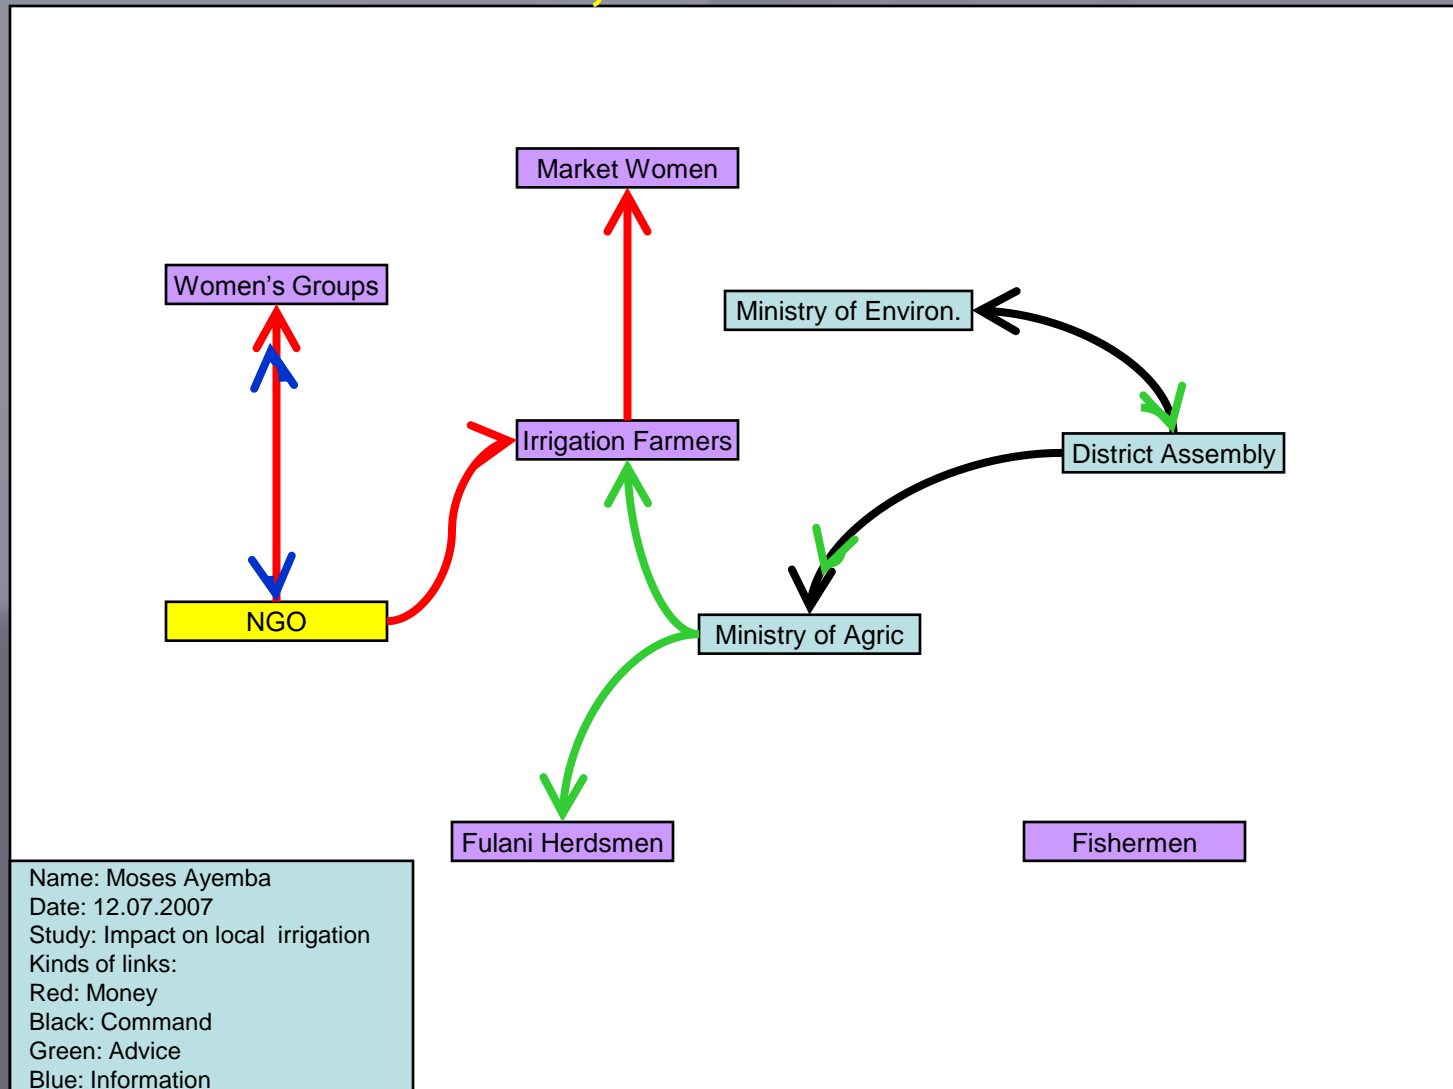 Market Women
Women's Groups
Ministry of Environ.
Irrigation Farmers
District Assembly
NGO
Ministry of Agric
Fulani Herdsmen
Fishermen
Name: Moses Ayemba
Date: 12.07.2007
Study: Impact on local  irrigation
Kinds of links:
Red: Money
Black: Command
Green: Advice
Blue: Information